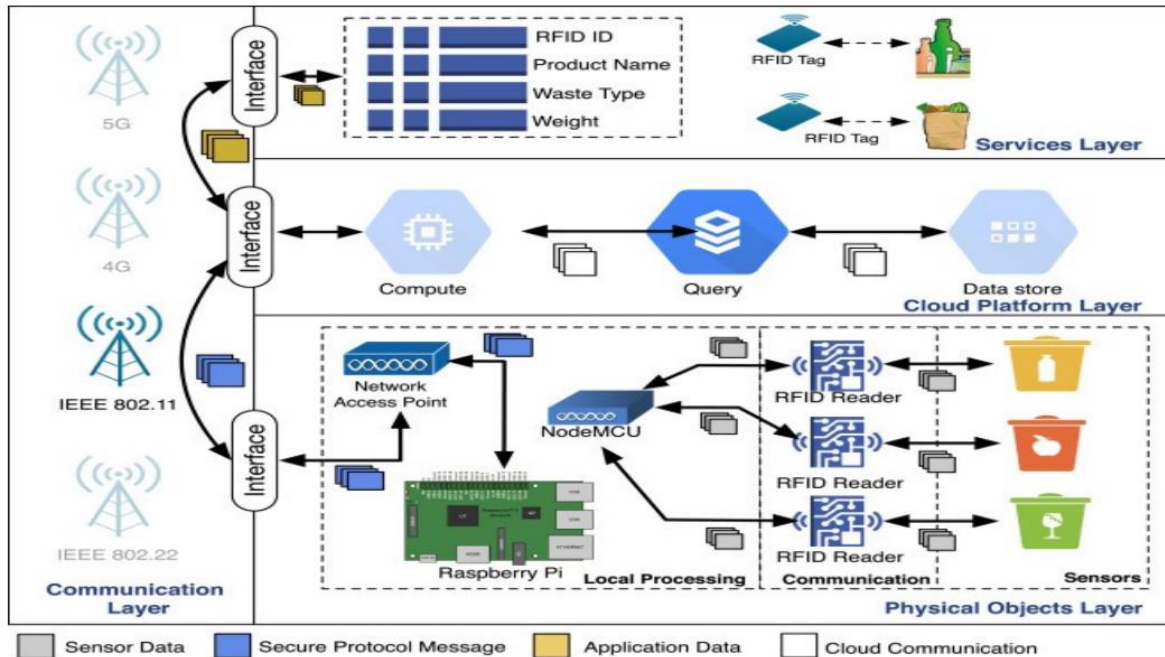 5G
4G
IEEE 802.11
IEEE 802.22
Communication
Layer
Interface
Interface
Interface
RFID ID
Product Name
Waste Type
Weight
RFID Tag
RFID Tag
Services Layer
Compute
Query
Data store
Cloud Platform Layer
Network
Access Point
NodeMCU
Raspberry Pi
Local Processing
RFID Reader
RFID Reader
RFID Reader
Communication
Sensors
Physical Objects Layer
Sensor Data
Secure Protocol Message
Application Data
Cloud Communication